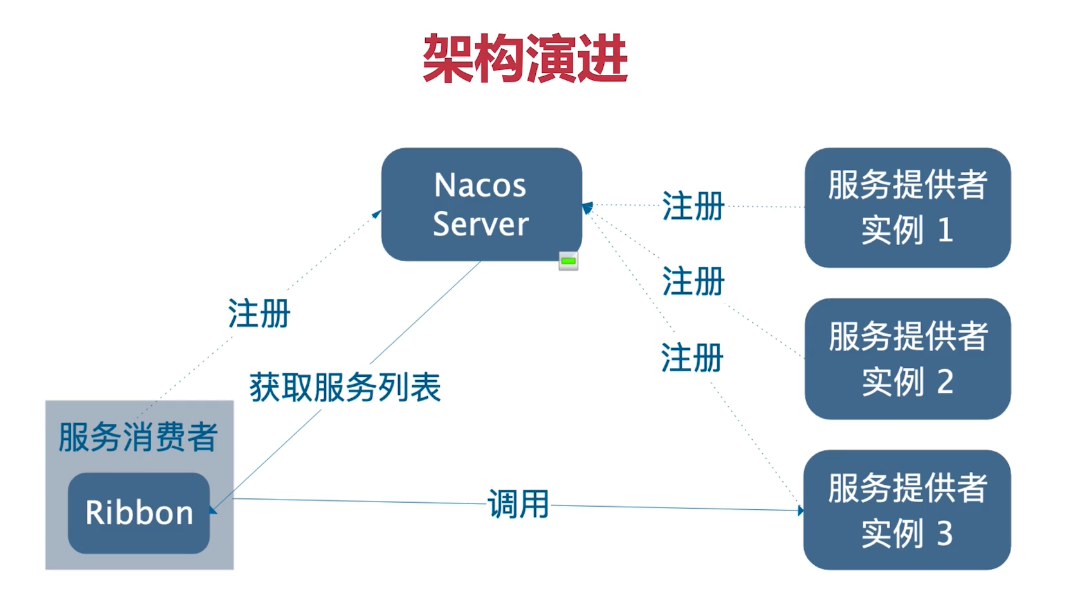 架构演进
Nacos
Server
服务提供者
实例 1
注册
注册
服务提供者
实例 2
注册
注册
获取服务列表
服务消费者
Ribbon
调用
服务提供者
实例 3